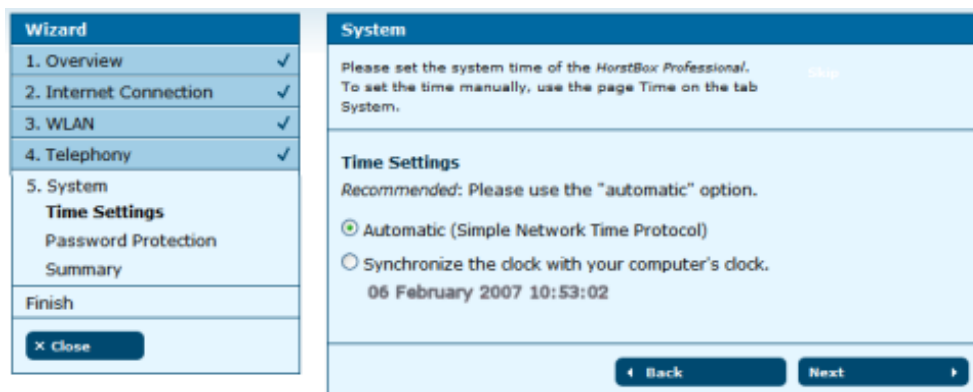 Wizard
1. Overview
2. Internet Connection
3. WLAN
4. Telephony
5. System
Time Settings
Password Protection
Summary
Finish
× Close
System
Please set the system time of the HorstBox Professional.
To set the time manually, use the page Time on the tab
System.
Skip
Time Settings
Recommended: Please use the "automatic" option.
Automatic (Simple Network Time Protocol)
Synchronize the clock with your computer's clock.
06 February 2007 10:53:02
Back
Next